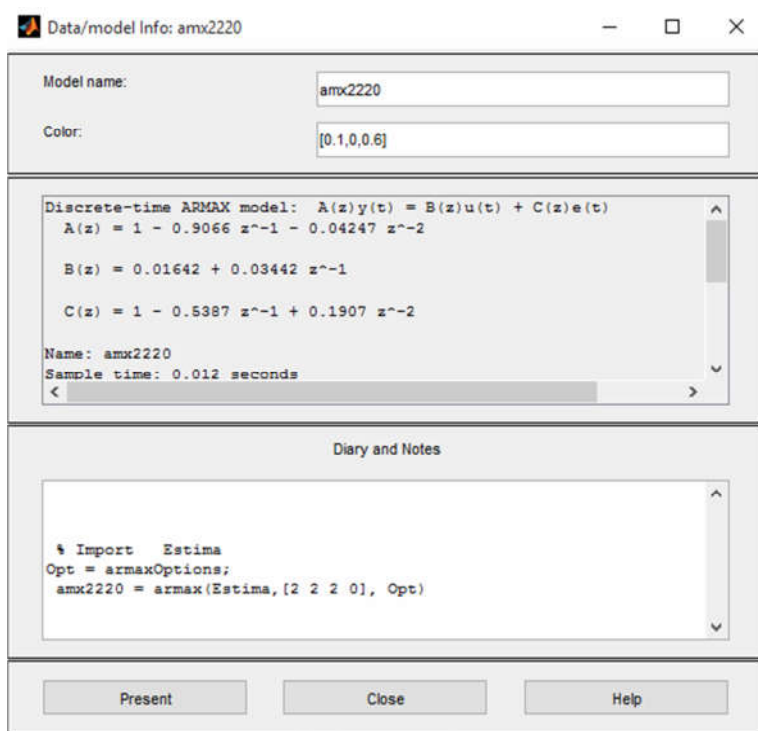 Data/model Info: amx2220
Model name:
amx2220
Color:
[0.1,0,0.6]
Discrete-time ARMAX model:  A(z)y(t) = B(z)u(t) + C(z)e(t)
A(z) = 1 - 0.9066 z^-1 - 0.04247 z^-2
B(z) = 0.01642 + 0.03442 z^-1
C(z) = 1 - 0.5387 z^-1 + 0.1907 z^-2
Name: amx2220
Sample time: 0.012 seconds
Diary and Notes
% Import   Estima
Opt = armaxOptions;
amx2220 = armax(Estima,[2 2 2 0], Opt)
Present
Close
Help